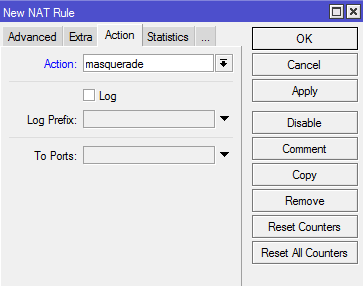 New NAT Rule
Advanced Extra Action Statistics ...
Action: masquerade
Log
Log Prefix:
To Ports:
OK
Cancel
Apply
Disable
Comment
Copy
Remove
Reset Counters
Reset All Counters